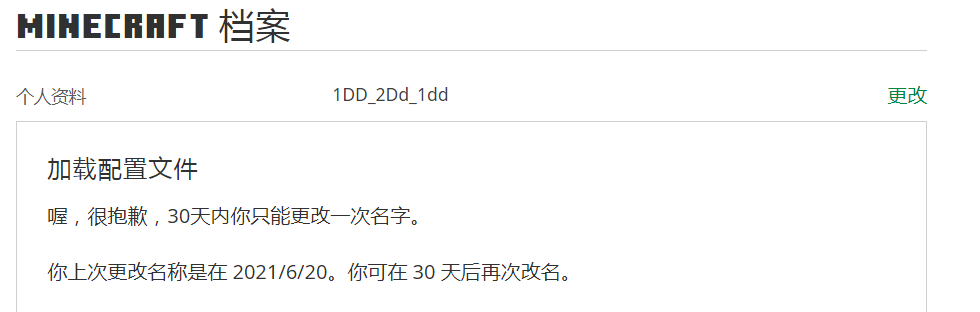 MINECRAFT 档案
个人资料 1DD_2Dd_1dd 更改
加载配置文件
喔，很抱歉，30天内你只能更改一次名字。
你上次更改名称是在 2021/6/20。你可在 30 天后再次改名。